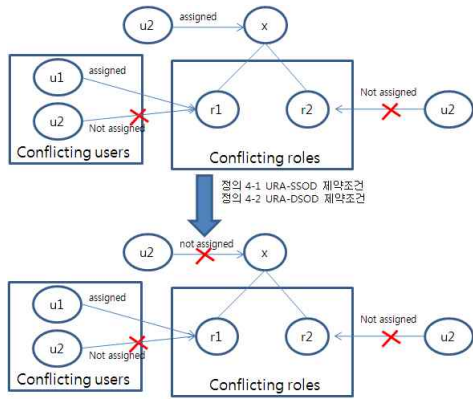 u2
x
u1
assigned
r1
r2
u2
Not assigned
Not assigned
u2
Conflicting users
Conflicting roles
정의 4-1 URA-SSOD 제약조건
정의 4-2 URA-DSOD 제약조건
assigned
u2
not assigned
x
u1
assigned
r1
r2
u2
Not assigned
Not assigned
u2
Conflicting users
Conflicting roles